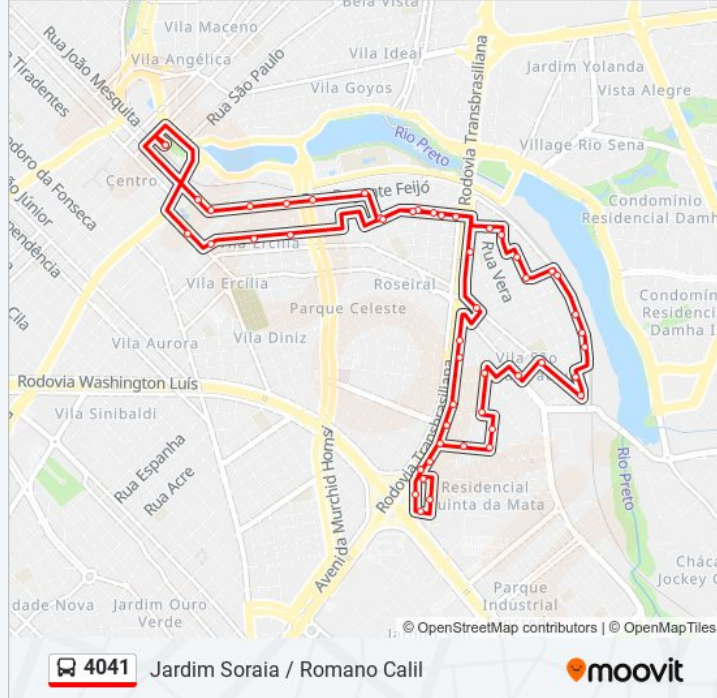 Bela Vista
Vila Maceno
Vila Angélica
Vila Ideal
Jardim Yolanda
Vila Goyos
Vista Alegre
Rua João Mesquita
Tiradentes
Rua São Paulo
Rodovia Transbrasiliana
Rio Preto
Village Rio Sena
Centro
Feijó
Condomínio
Residencial Damha
Vila Ercília
Rua Vera
Vila Ercília
Roseiral
Parque Celeste
Vila Diniz
Vila Aurora
Cila
Rodovia Washington Luís
Vila São
Vila Sinibaldi
Rua Espanha
Rua Acre
Avenida Murchid Homsi
Rodovia Transbrasiliana
Residencial
Quinta da Mata
Rio Preto
Parque
Industrial
Jockey C
dade Nova
Jardim Ouro
Verde
© OpenStreetMap contributors | © OpenMapTiles
4041 Jardim Soraia / Romano Calil
moovit